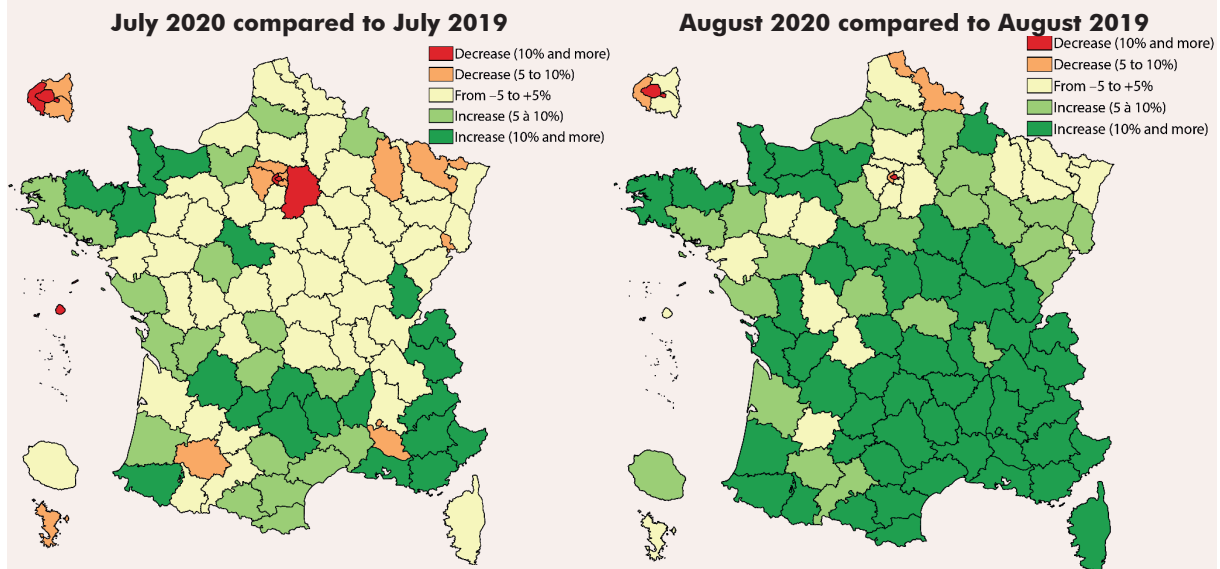 July 2020 compared to July 2019
Decrease (10% and more)
Decrease (5 to 10%)
From –5 to +5%
Increase (5 à 10%)
Increase (10% and more)
August 2020 compared to August 2019
Decrease (10% and more)
Decrease (5 to 10%)
From –5 to +5%
Increase (5 à 10%)
Increase (10% and more)